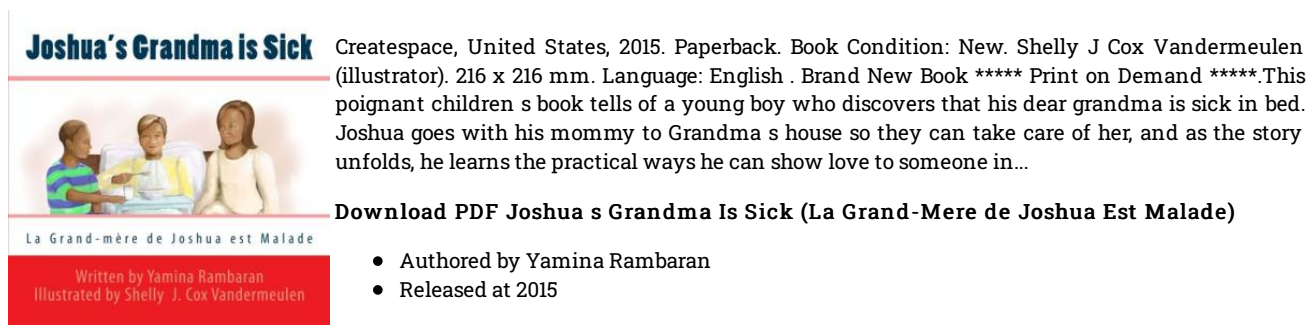 Joshua´s Grandma is Sick
La Grand-mère de Joshua est Malade
Written by Yamina Rambaran
Illustrated by Shelly J. Cox Vandermeulen
Createspace, United States, 2015. Paperback. Book Condition: New. Shelly J Cox Vandermeulen
(illustrator). 216 x 216 mm. Language: English . Brand New Book ***** Print on Demand *****.This
poignant children s book tells of a young boy who discovers that his dear grandma is sick in bed.
Joshua goes with his mommy to Grandma s house so they can take care of her, and as the story
unfolds, he learns the practical ways he can show love to someone in...
Download PDF Joshua s Grandma Is Sick (La Grand-Mere de Joshua Est Malade)
● Authored by Yamina Rambaran
● Released at 2015